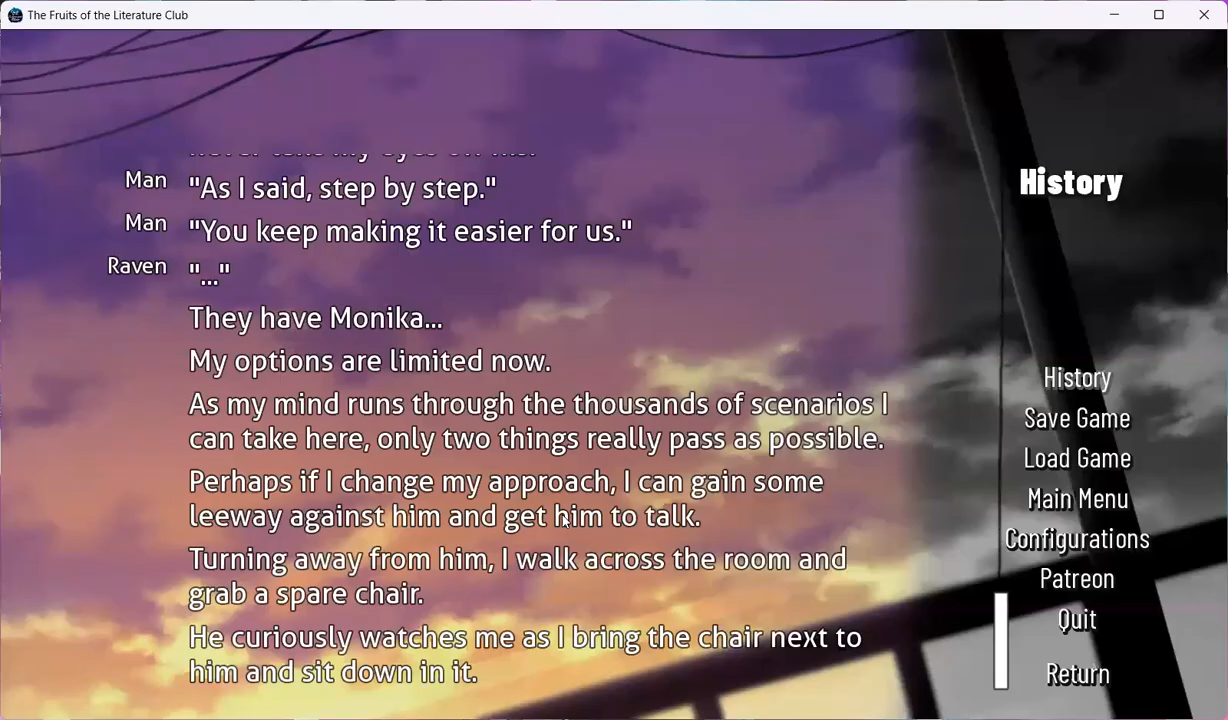 The Fruits of the Literature Club
Man "As I said, step by step."
Man "You keep making it easier for us."
Raven "..."
They have Monika...
My options are limited now.
As my mind runs through the thousands of scenarios I
can take here, only two things really pass as possible.
Perhaps if I change my approach, I can gain some
leeway against him and get him to talk.
Turning away from him, I walk across the room and
grab a spare chair.
He curiously watches me as I bring the chair next to
him and sit down in it.
History
History
Save Game
Load Game
Main Menu
Configurations
Patreon
Quit
Return